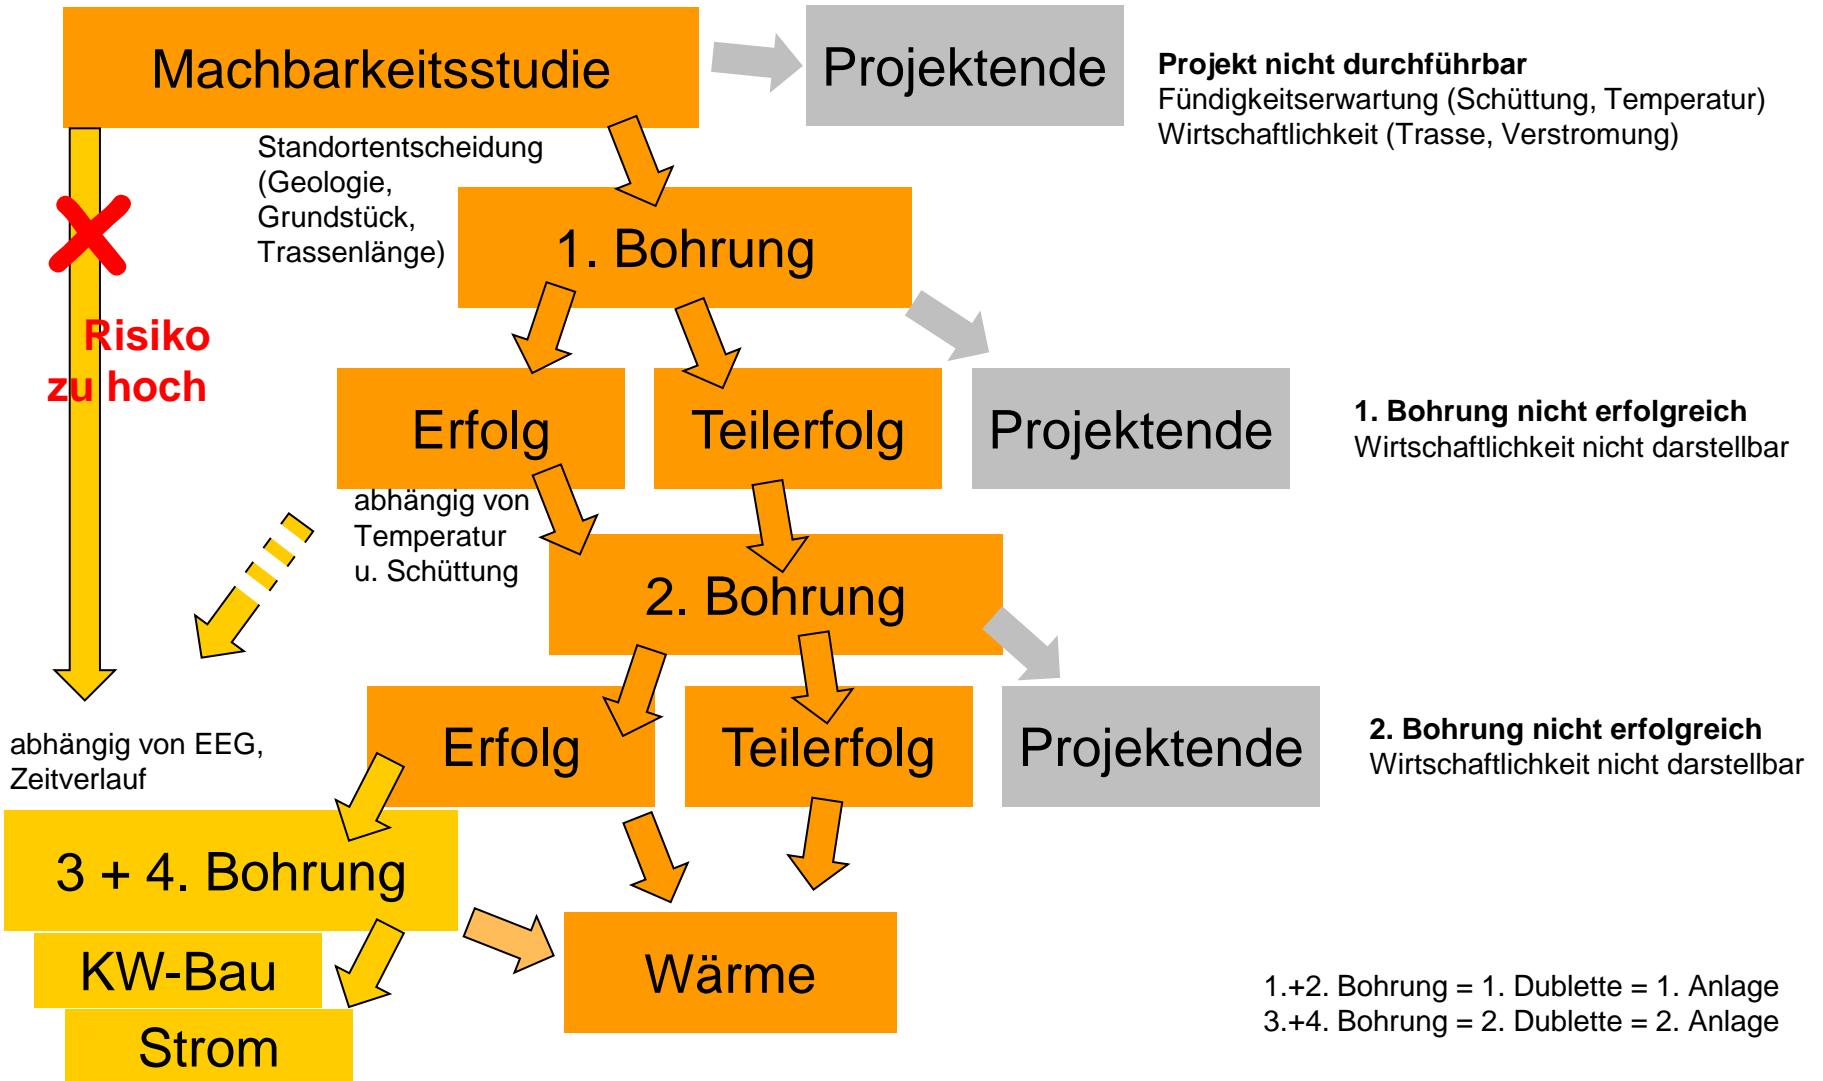 Machbarkeitsstudie
Projektende
Projekt nicht durchführbar
Fündigkeitserwartung (Schüttung, Temperatur)
Wirtschaftlichkeit (Trasse, Verstromung)
Standortentscheidung
(Geologie,
Grundstück,
Trassenlänge)
1. Bohrung
Risiko
zu hoch
Erfolg
Teilerfolg
Projektende
1. Bohrung nicht erfolgreich
Wirtschaftlichkeit nicht darstellbar
abhängig von
Temperatur
u. Schüttung
2. Bohrung
abhängig von EEG,
Zeitverlauf
Erfolg
Teilerfolg
Projektende
2. Bohrung nicht erfolgreich
Wirtschaftlichkeit nicht darstellbar
3 + 4. Bohrung
KW-Bau
Strom
Wärme
1.+2. Bohrung = 1. Dublette = 1. Anlage
3.+4. Bohrung = 2. Dublette = 2. Anlage